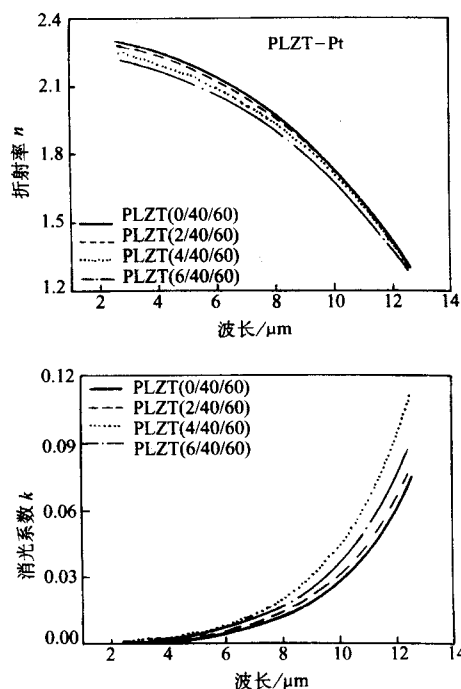 PLZT-Pt
2.4
2.1
1.8
1.5
1.2
折射率 n
PLZT(0/40/60)
PLZT(2/40/60)
PLZT(4/40/60)
PLZT(6/40/60)
2 4 6 8 10 12 14
波长/μm
0.12
0.09
0.06
0.03
0.00
消光系数 k
PLZT(0/40/60)
PLZT(2/40/60)
PLZT(4/40/60)
PLZT(6/40/60)
2 4 6 8 10 12 14
波长/μm